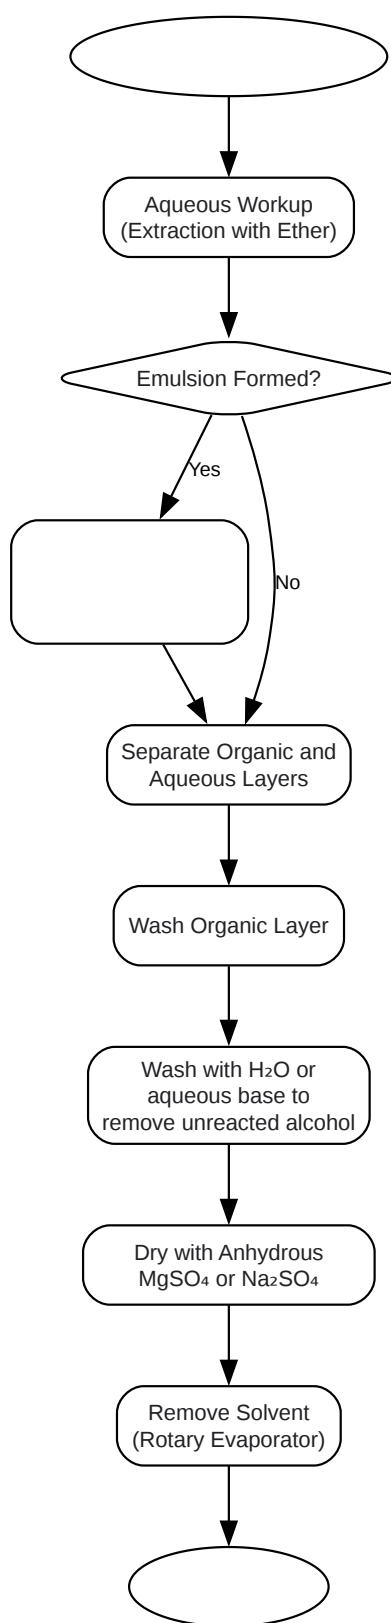 Aqueous Workup
(Extraction with Ether)
Emulsion Formed?
Yes
No
Separate Organic and
Aqueous Layers
Wash Organic Layer
Wash with H₂O or
aqueous base to
remove unreacted alcohol
Dry with Anhydrous
MgSO₄ or Na₂SO₄
Remove Solvent
(Rotary Evaporator)